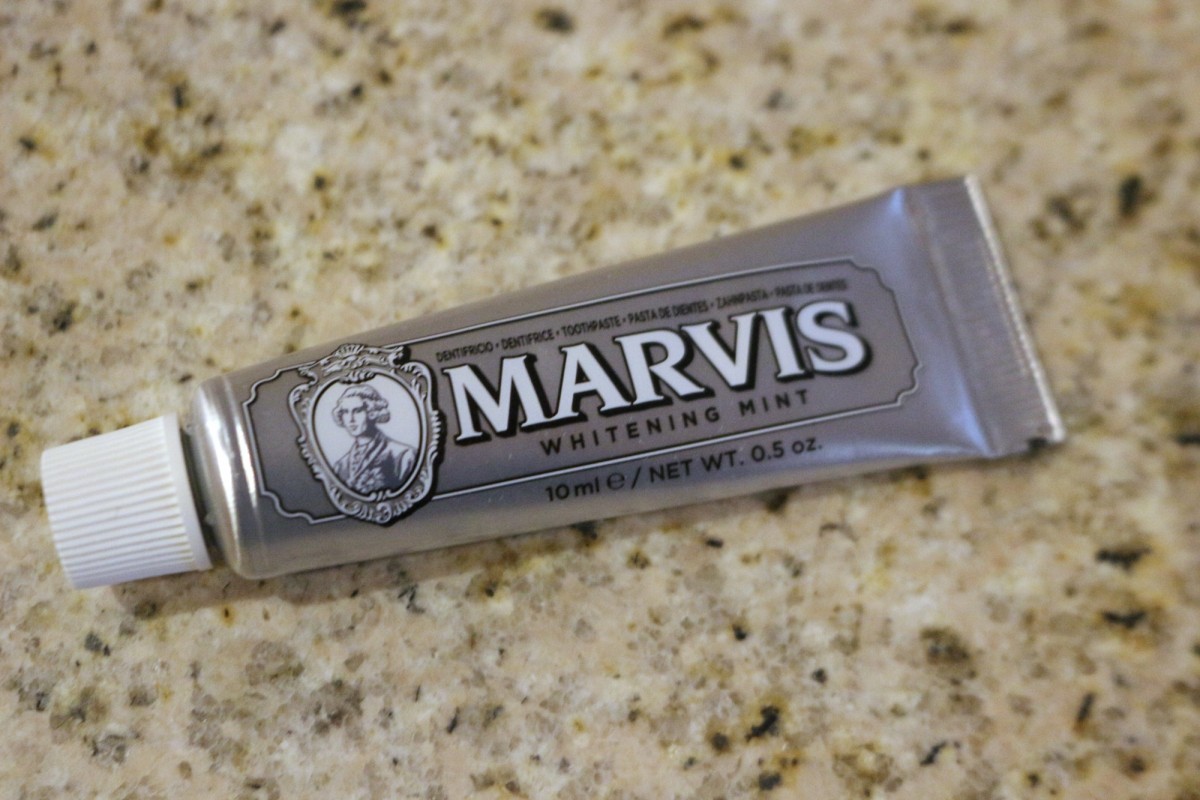 DENTIFRICIO • DENTIFRICE • TOOTHPASTE • PASTA DE DIENTES • ZAHNPASTA • PASTA DE DENTES
MARVIS
WHITENING MINT
10 ml ℮ / NET WT. 0.5 oz.